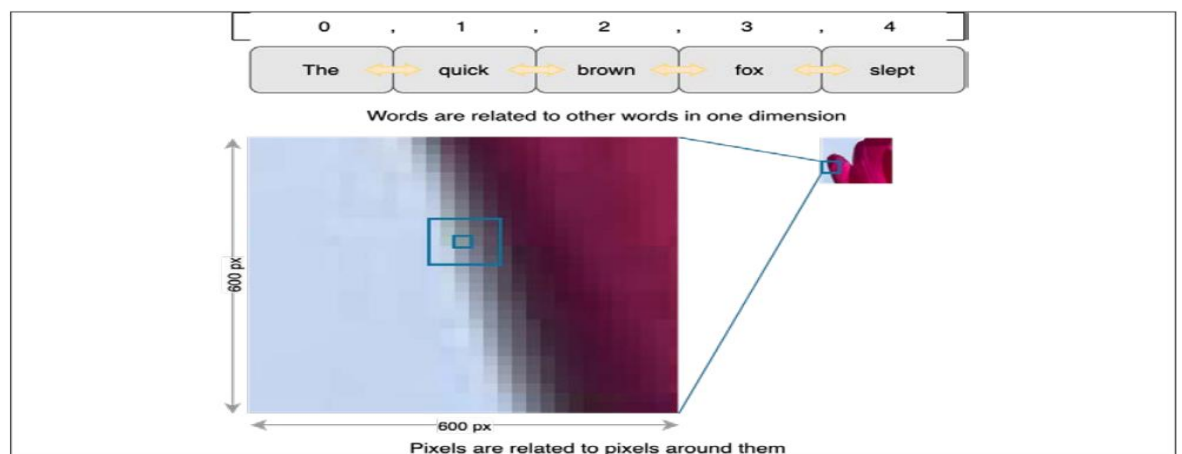 0 , 1 , 2 , 3 , 4
The quick brown fox slept
Words are related to other words in one dimension
600 px
600 px
Pixels are related to pixels around them